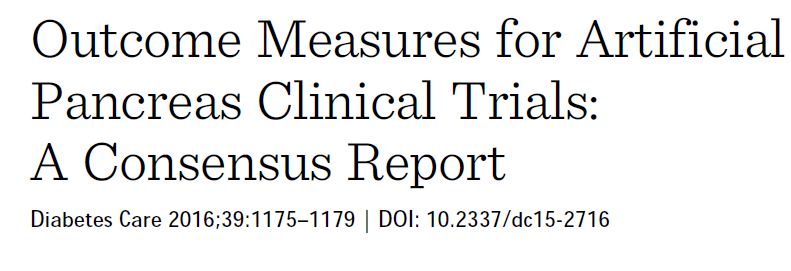 Outcome Measures for Artificial
Pancreas Clinical Trials:
A Consensus Report
Diabetes Care 2016;39:1175–1179 | DOI: 10.2337/dc15-2716